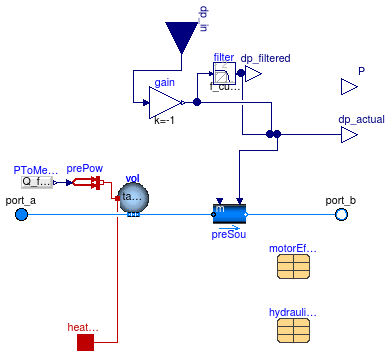 dp_in
filter
dp_filtered
P
gain
f_cu...
k=-1
dp_actual
PToMe...
prePow
vol
Q_f...
ta...
port_a
port_b
m
preSou
motorEf...
hydrauli...
heat...